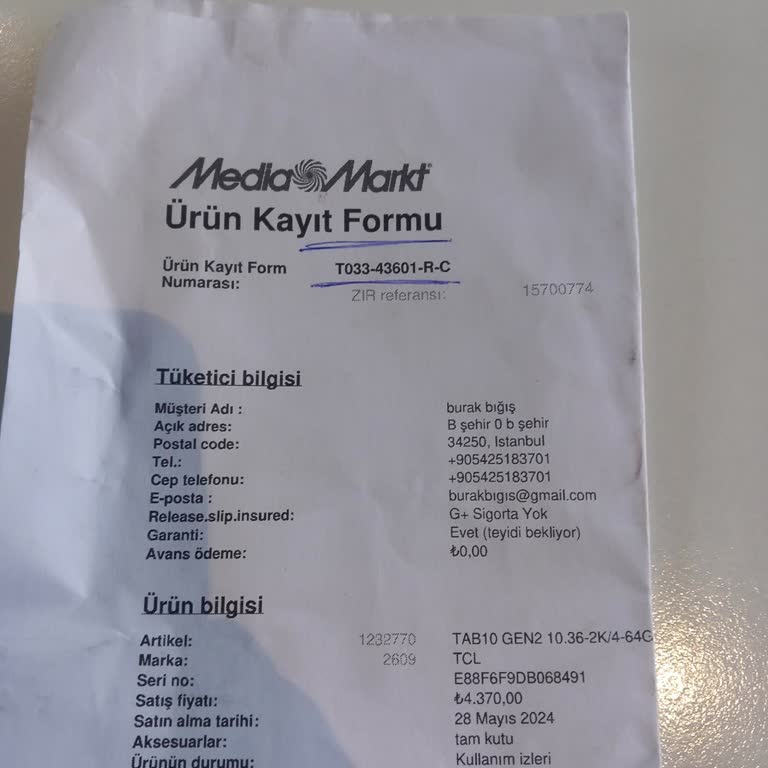 Media Markt
Ürün Kayıt Formu
Ürün Kayıt Form Numarası: T033-43601-R-C
ZIR referansı: 15700774
Tüketici bilgisi
Müşteri Adı : burak bığış
Açık adres: B şehir 0 b şehir
Postal code: 34250, Istanbul
Tel.: +905425183701
Cep telefonu: +905425183701
E-posta : burakbıgıs@gmail.com
Release.slip.insured: G+ Sigorta Yok
Garanti: Evet (teyidi bekliyor)
Avans ödeme: ₺0,00
Ürün bilgisi
Artikel: 1232770 TAB10 GEN2 10.36-2K/4-64G
Marka: 2609 TCL
Seri no: E88F6F9DB068491
Satış fiyatı: ₺4.370,00
Satın alma tarihi: 28 Mayıs 2024
Aksesuarlar: tam kutu
Ürünün durumu: Kullanım izleri